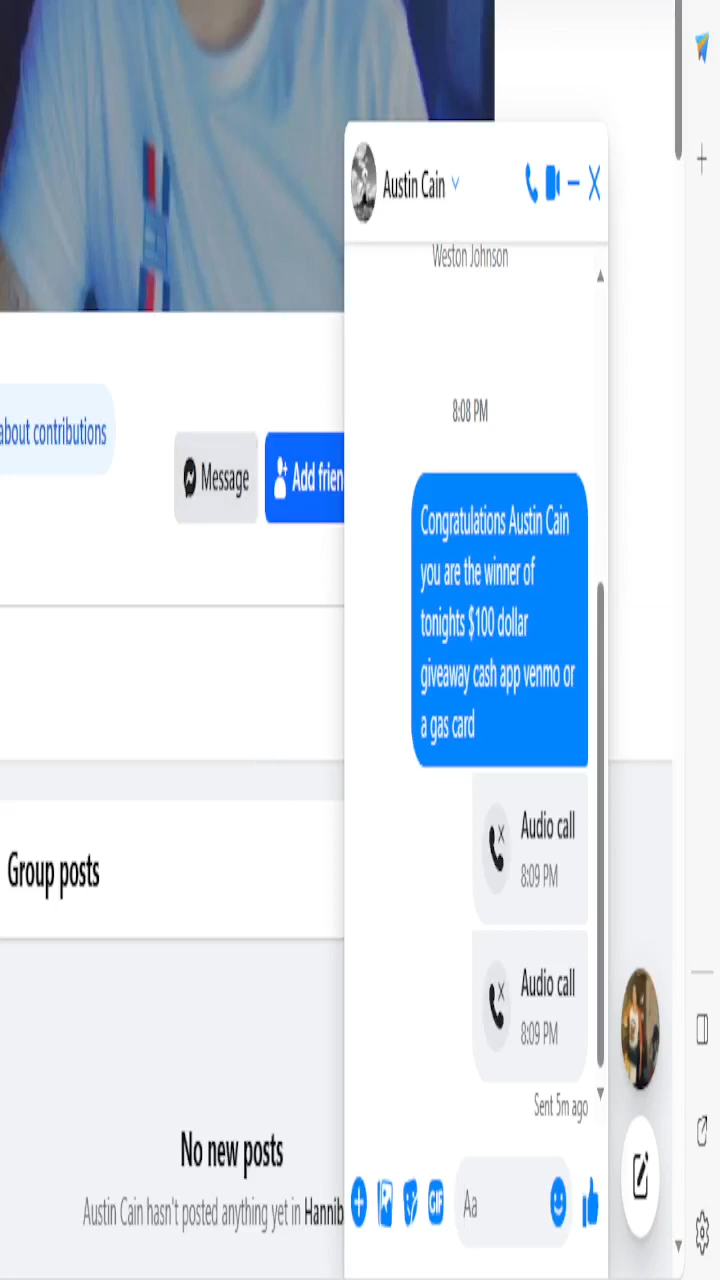 Austin Cain
Weston Johnson
8:08 PM
about contributions
Message
Add frien
Congratulations Austin Cain
you are the winner of
tonights $100 dollar
giveaway cash app venmo or
a gas card
Audio call
8:09 PM
Group posts
Audio call
8:09 PM
Sent 5m ago
No new posts
Austin Cain hasn't posted anything yet in Hannib
GIF
Aa